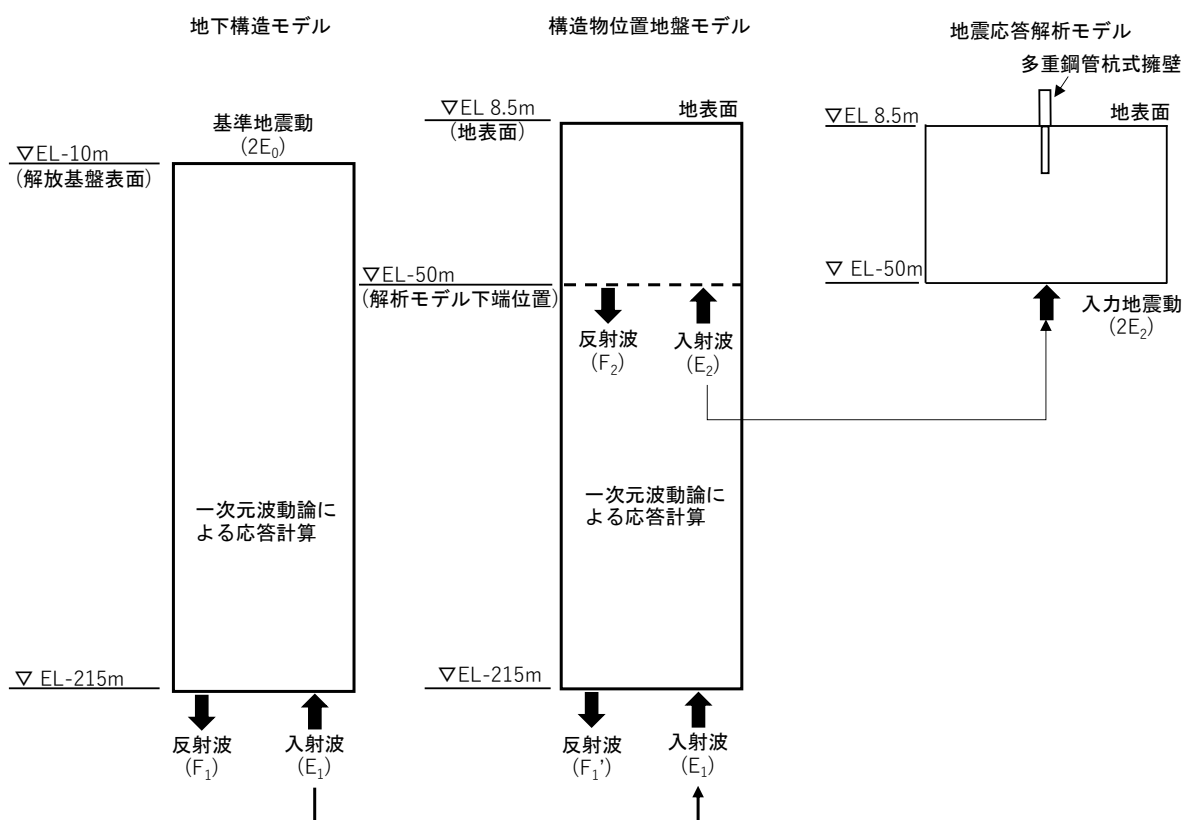 地下構造モデル
基準地震動
(2E₀)
▽EL-10m
(解放基盤表面)
一次元波動論に
よる応答計算
▽ EL-215m
反射波
(F₁)
入射波
(E₁)
構造物位置地盤モデル
▽EL 8.5m
(地表面)
地表面
▽EL-50m
(解析モデル下端位置)
反射波
(F₂)
入射波
(E₂)
一次元波動論に
よる応答計算
▽EL-215m
反射波
(F₁')
入射波
(E₁)
地震応答解析モデル
多重鋼管杭式擁壁
▽EL 8.5m
地表面
▽ EL-50m
入力地震動
(2E₂)